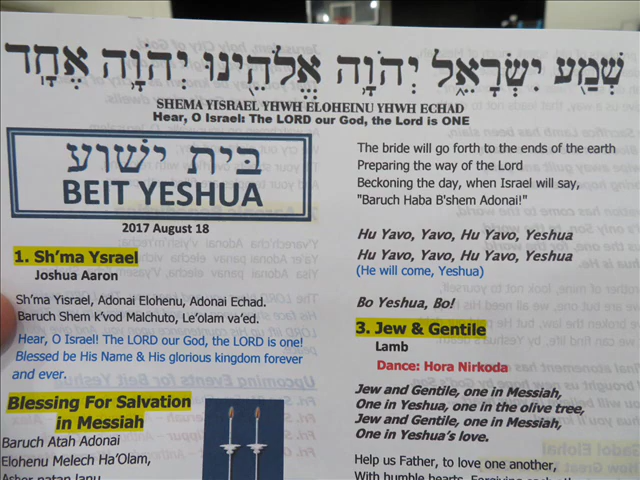 שְׁמַ֖ע יִשְׂרָאֵ֑ל יְהֹוָ֥ה אֱלֹהֵ֖ינוּ יְהֹוָ֥ה אֶחָֽד
SHEMA YISRAEL YHWH ELOHEINU YHWH ECHAD
Hear, O Israel: The LORD our God, the Lord is ONE
בית ישוע
BEIT YESHUA
2017 August 18
1. Sh'ma Ysrael
Joshua Aaron
Sh'ma Yisrael, Adonai Elohenu, Adonai Echad.
Baruch Shem k'vod Malchuto, Le'olam va'ed.
Hear, O Israel! The LORD our God, the LORD is one!
Blessed be His Name & His glorious kingdom forever
and ever.
Blessing For Salvation
in Messiah
Baruch Atah Adonai
Elohenu Melech Ha'Olam,
Asher natan lanu
The bride will go forth to the ends of the earth
Preparing the way of the Lord
Beckoning the day, when Israel will say,
"Baruch Haba B'shem Adonai!"
Hu Yavo, Yavo, Hu Yavo, Yeshua
Hu Yavo, Yavo, Hu Yavo, Yeshua
(He will come, Yeshua)
Bo Yeshua, Bo!
3. Jew & Gentile
Lamb
Dance: Hora Nirkoda
Jew and Gentile, one in Messiah,
One in Yeshua, one in the olive tree,
Jew and Gentile, one in Messiah,
One in Yeshua's love.
Help us Father, to love one another,
With humble hearts, Forgiving each